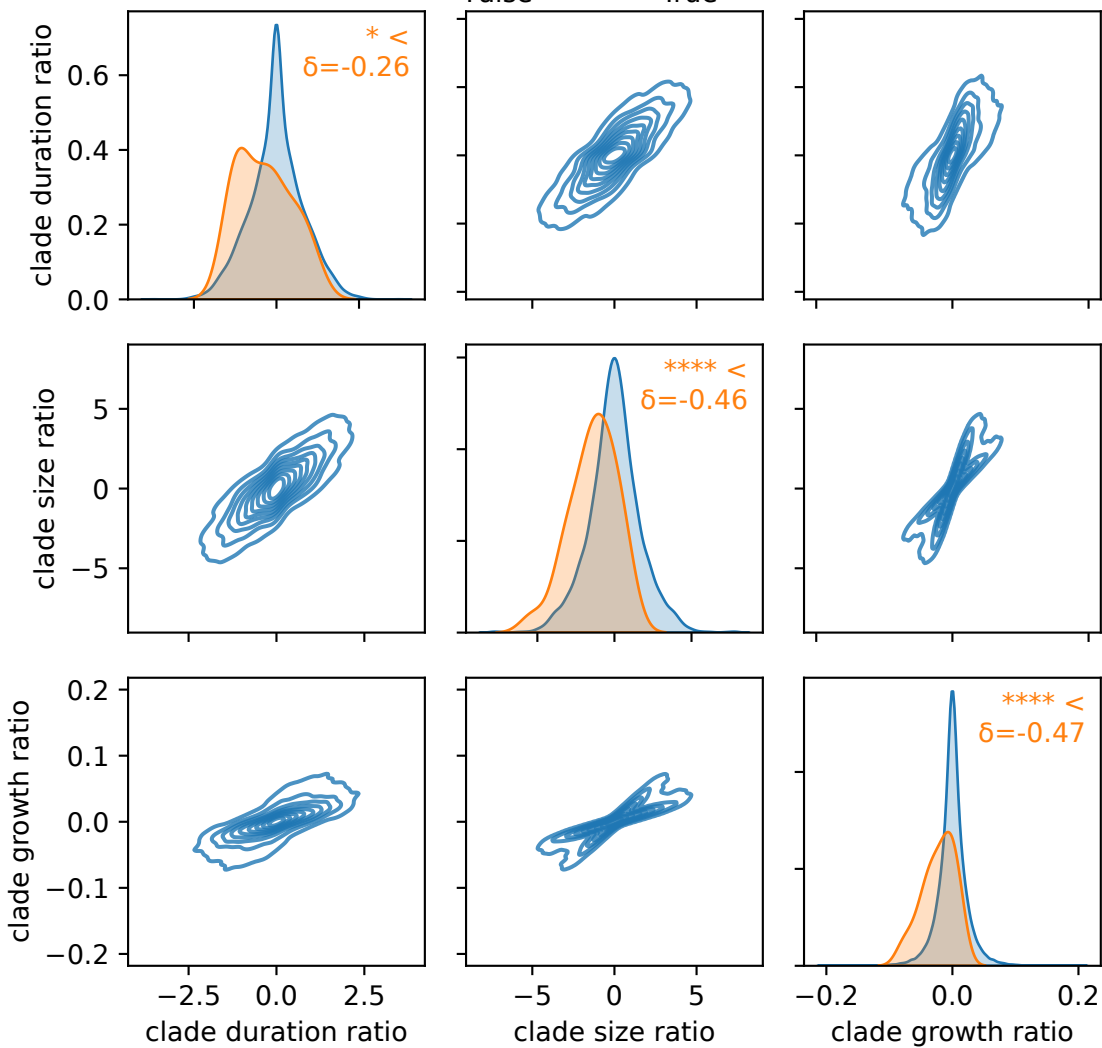 clade duration ratio
0.6
0.4
0.2
0.0
* <
δ=-0.26
clade size ratio
5
0
−5
**** <
δ=-0.46
clade growth ratio
0.2
0.1
0.0
−0.1
−0.2
**** <
δ=-0.47
−2.5 0.0 2.5
−5 0 5
−0.2 0.0 0.2
clade duration ratio
clade size ratio
clade growth ratio